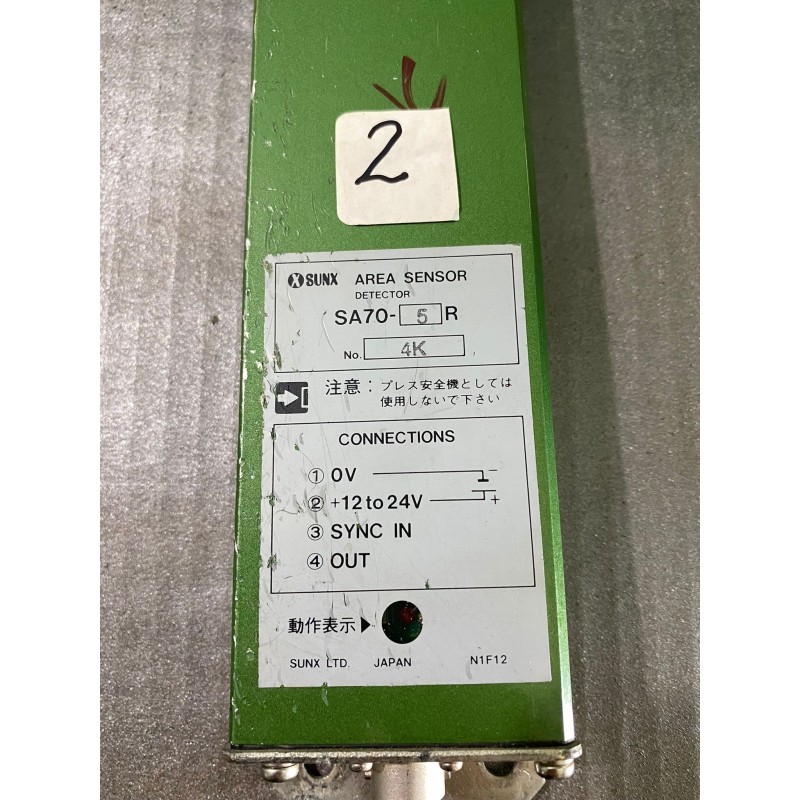 2
SUNX AREA SENSOR
DETECTOR
SA70-5R
No. 4K
注意：プレス安全機としては
使用しないで下さい
CONNECTIONS
① 0V −
② +12 to 24V +
③ SYNC IN
④ OUT
動作表示▶
SUNX LTD. JAPAN N1F12